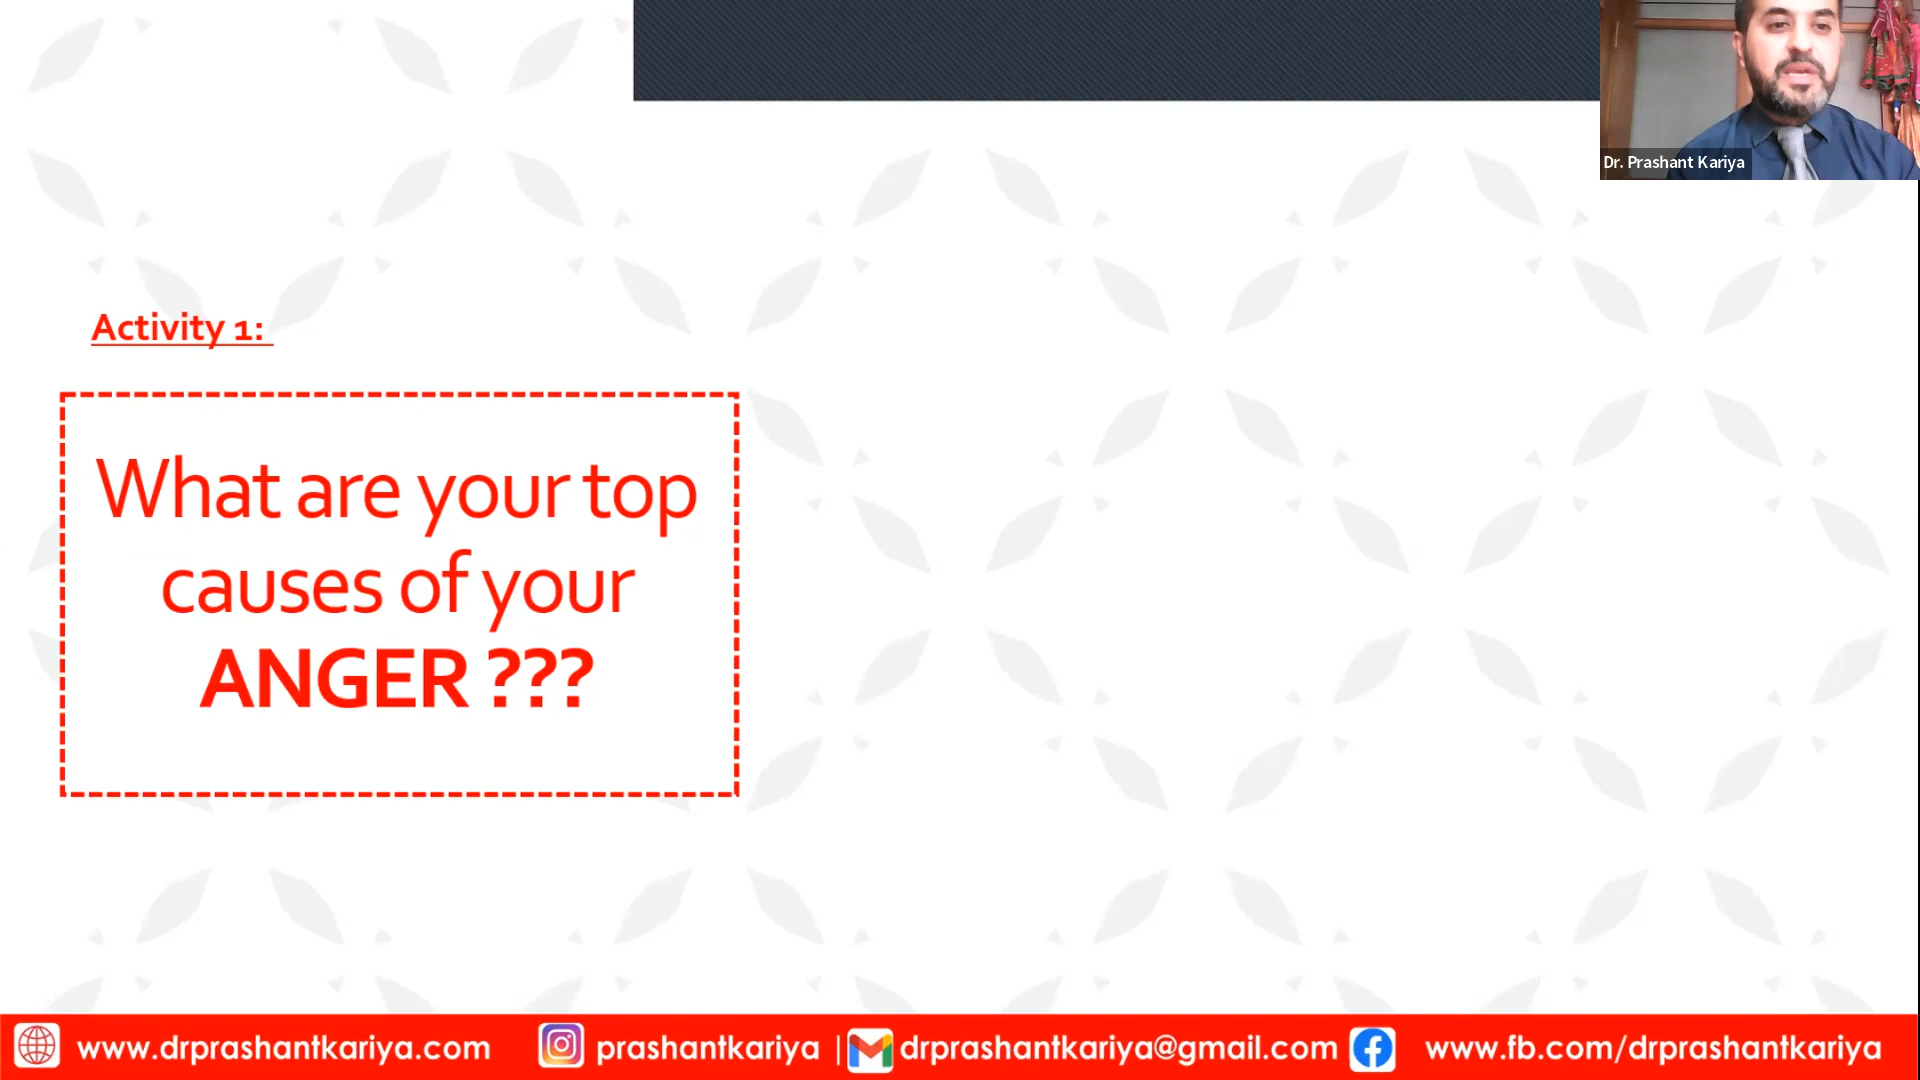 Dr. Prashant Kariya
Activity 1:
What are your top
causes of your
ANGER ???
www.drprashantkariya.com prashantkariya | drprashantkariya@gmail.com www.fb.com/drprashantkariya